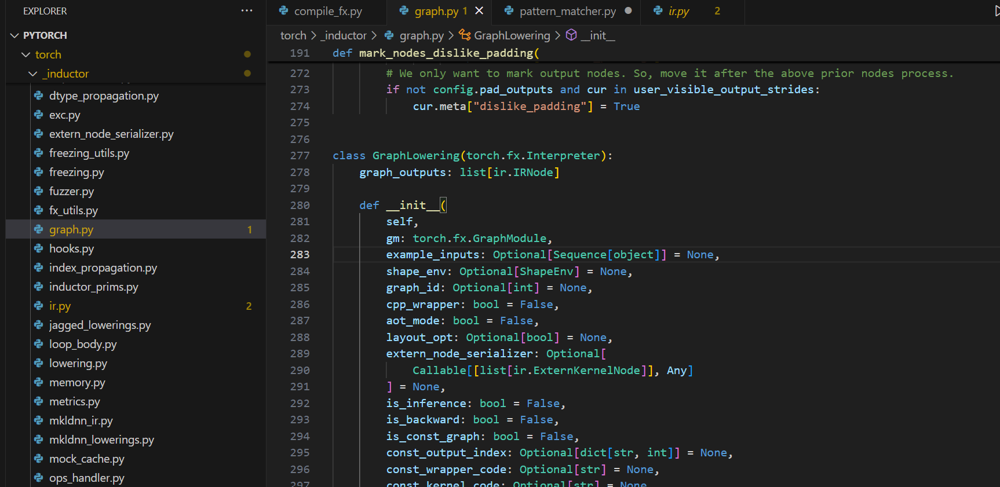 EXPLORER ···
PYTORCH
torch
_inductor
dtype_propagation.py
exc.py
extern_node_serializer.py
freezing_utils.py
freezing.py
fuzzer.py
fx_utils.py
graph.py 1
hooks.py
index_propagation.py
inductor_prims.py
ir.py 2
jagged_lowerings.py
loop_body.py
lowering.py
memory.py
metrics.py
mkldnn_ir.py
mkldnn_lowerings.py
mock_cache.py
ops_handler.py
compile_fx.py graph.py 1 pattern_matcher.py ir.py 2
torch > _inductor > graph.py > GraphLowering > __init__
191 def mark_nodes_dislike_padding(
272 # We only want to mark output nodes. So, move it after the above prior nodes process.
273 if not config.pad_outputs and cur in user_visible_output_strides:
274 cur.meta["dislike_padding"] = True
275
276
277 class GraphLowering(torch.fx.Interpreter):
278 graph_outputs: list[ir.IRNode]
279
280 def __init__(
281 self,
282 gm: torch.fx.GraphModule,
283 example_inputs: Optional[Sequence[object]] = None,
284 shape_env: Optional[ShapeEnv] = None,
285 graph_id: Optional[int] = None,
286 cpp_wrapper: bool = False,
287 aot_mode: bool = False,
288 layout_opt: Optional[bool] = None,
289 extern_node_serializer: Optional[
290 Callable[[list[ir.ExternKernelNode]], Any]
291 ] = None,
292 is_inference: bool = False,
293 is_backward: bool = False,
294 is_const_graph: bool = False,
295 const_output_index: Optional[dict[str, int]] = None,
296 const_wrapper_code: Optional[str] = None,
297 const_kernel_code: Optional[str] = None